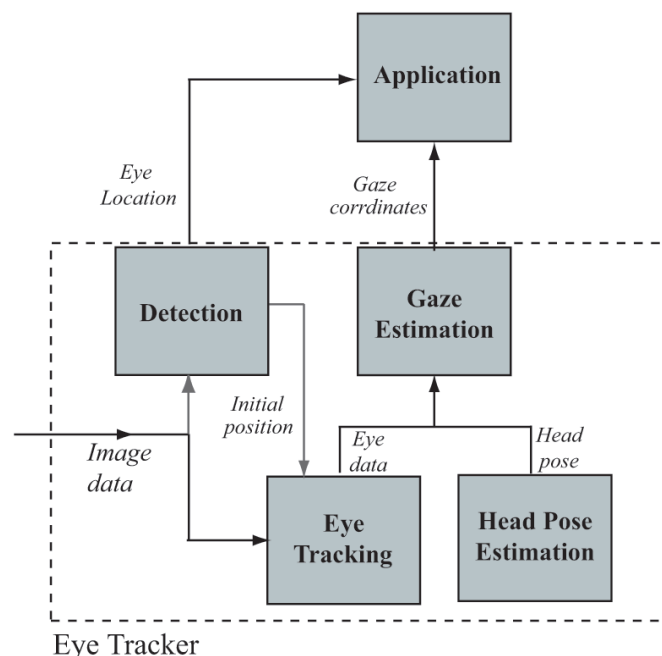 Application
Eye
Location
Gaze
corrdinates
Detection
Gaze
Estimation
Initial
position
Image
data
Eye
data
Head
pose
Eye
Tracking
Head Pose
Estimation
Eye Tracker